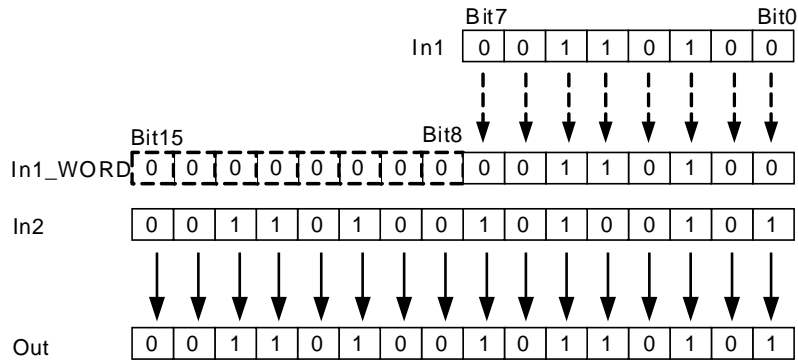 Bit7 Bit0
In1 0 0 1 1 0 1 0 0
Bit15 Bit8
In1_WORD 0 0 0 0 0 0 0 0 0 0 1 1 0 1 0 0
In2 0 0 1 1 0 1 0 0 1 0 1 0 0 1 0 1
Out 0 0 1 1 0 1 0 0 1 0 1 1 0 1 0 1